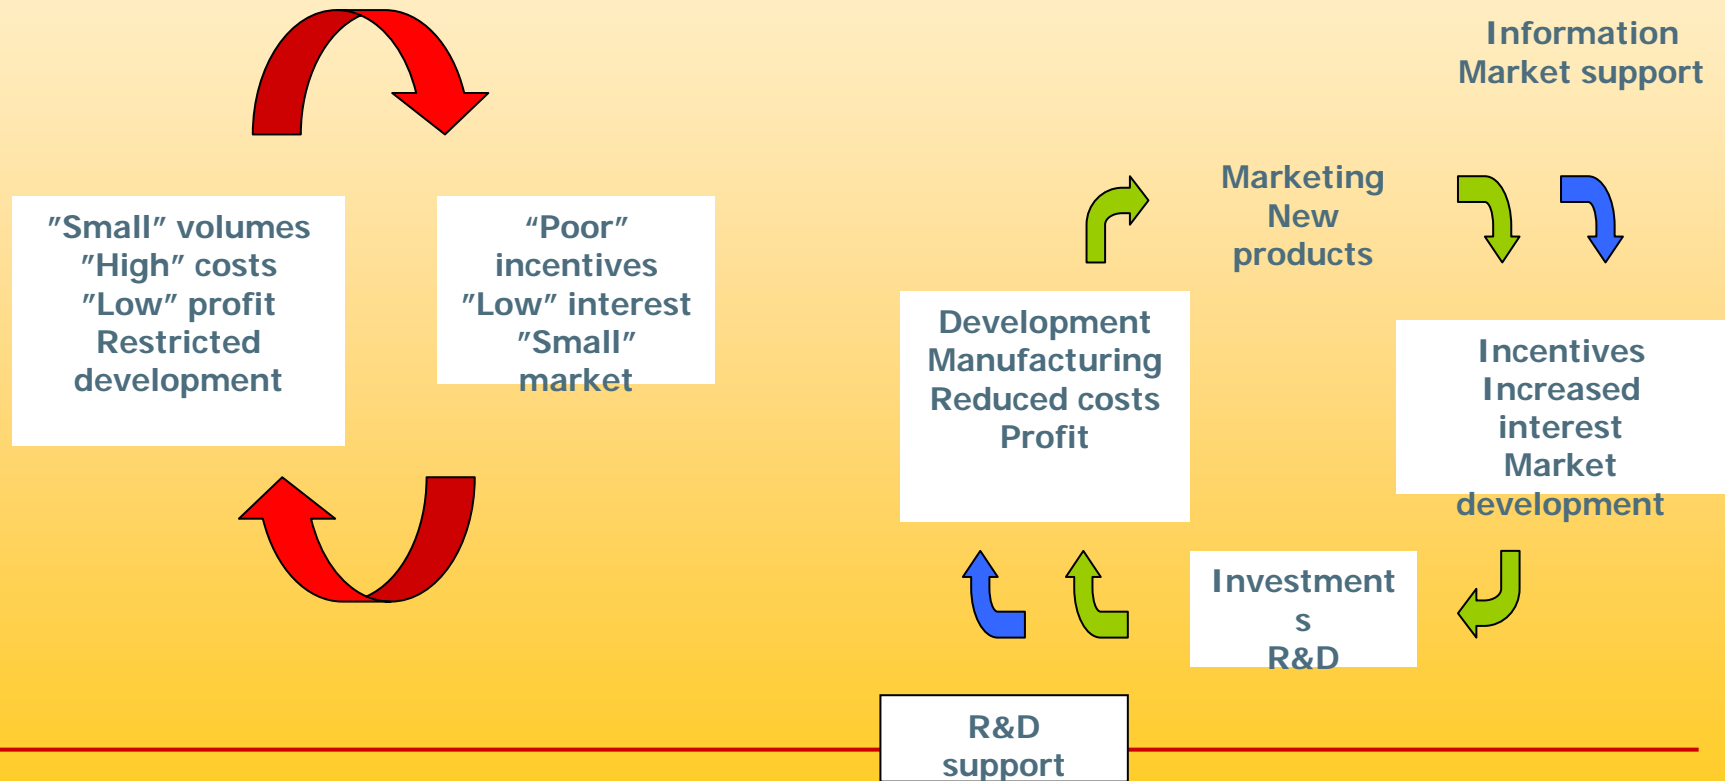 "Small" volumes
"High" costs
"Low" profit
Restricted
development
“Poor”
incentives
"Low" interest
"Small"
market
Information
Market support
Marketing
New
products
Development
Manufacturing
Reduced costs
Profit
Incentives
Increased
interest
Market
development
Investment
s
R&D
R&D
support